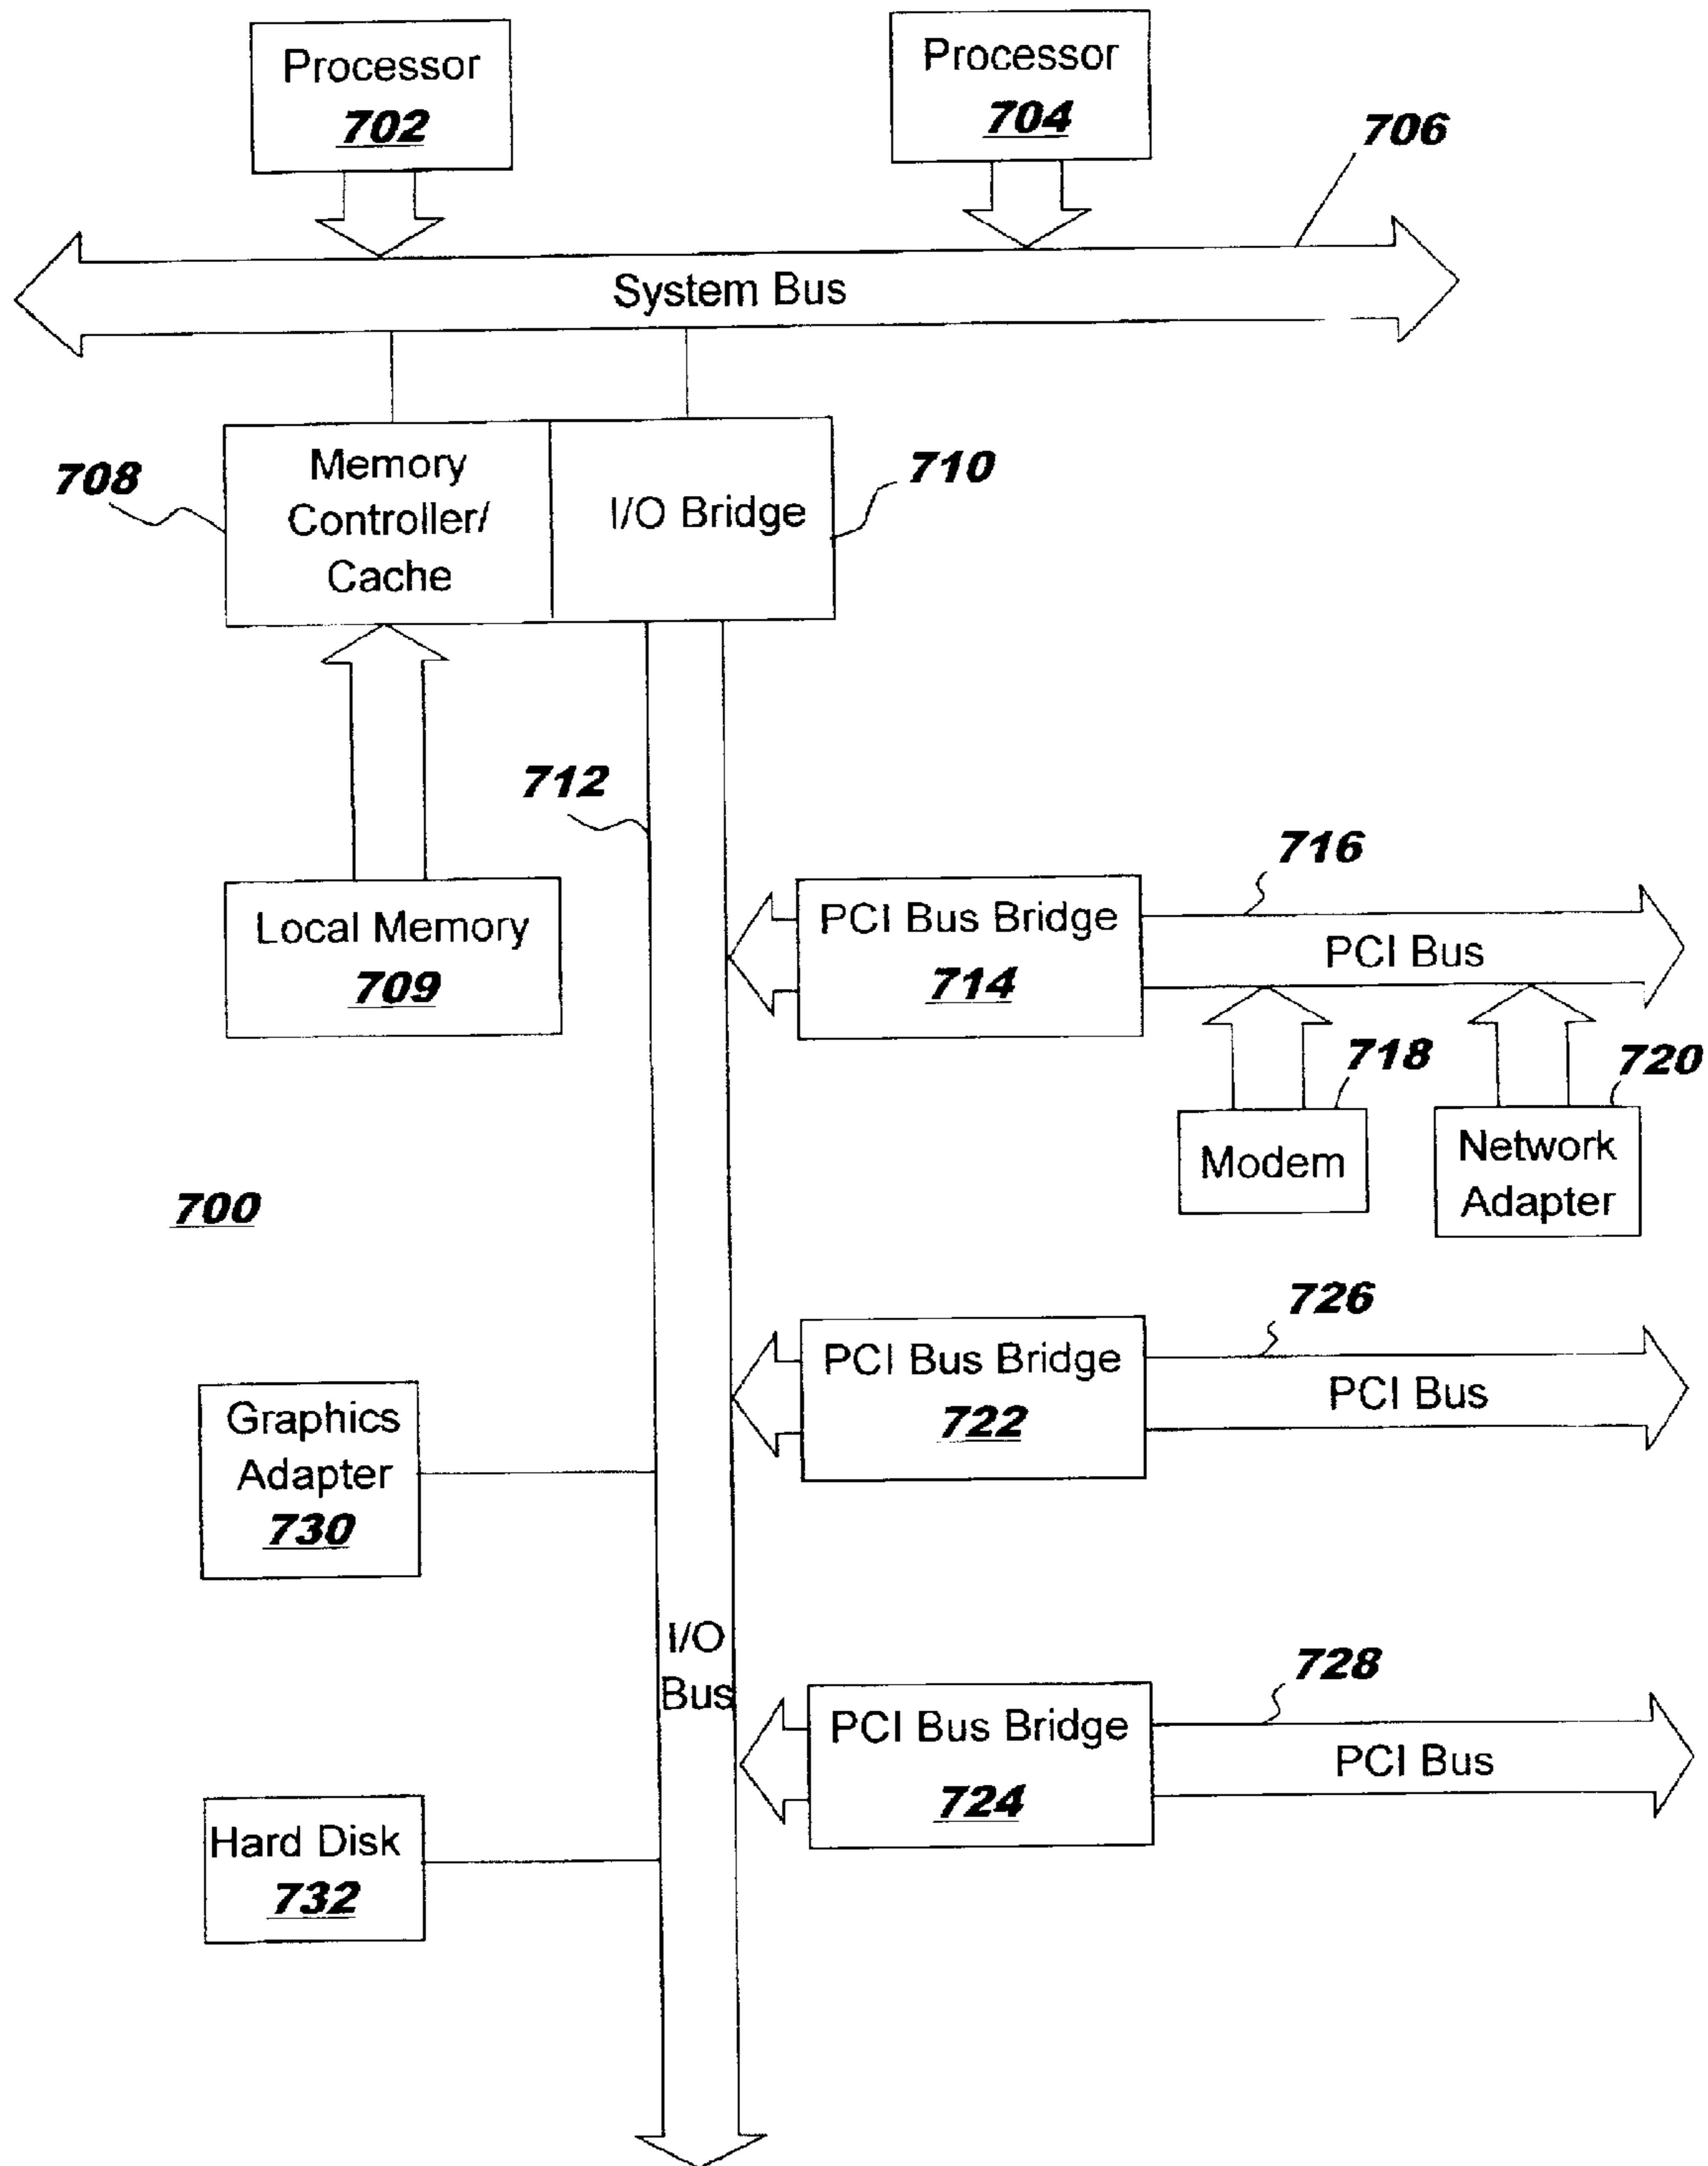 Processor
702
Processor
704
706
System Bus
708
Memory
Controller/
Cache
I/O Bridge
710
712
Local Memory
709
PCI Bus Bridge
714
716
PCI Bus
718
Modem
720
Network
Adapter
700
PCI Bus Bridge
722
726
PCI Bus
Graphics
Adapter
730
I/O
Bus
PCI Bus Bridge
724
728
PCI Bus
Hard Disk
732